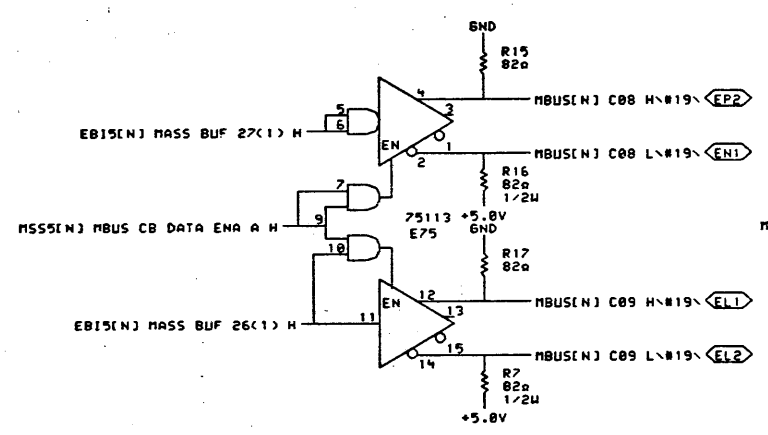 GND
R15
82Ω
4
3
MBUS[N] C08 H\#19\ EP2
5
6
EBI5[N] MASS BUF 27(1) H
EN
1
2
MBUS[N] C08 L\#19\ EN1
R16
82Ω
1/2W
7
75113 +5.0V
E75 GND
9
MSS5[N] MBUS CB DATA ENA A H
10
R17
82Ω
EN
12
MBUS[N] C09 H\#19\ EL1
13
11
EBI5[N] MASS BUF 26(1) H
15
MBUS[N] C09 L\#19\ EL2
14
R7
82Ω
1/2W
+5.0V
M